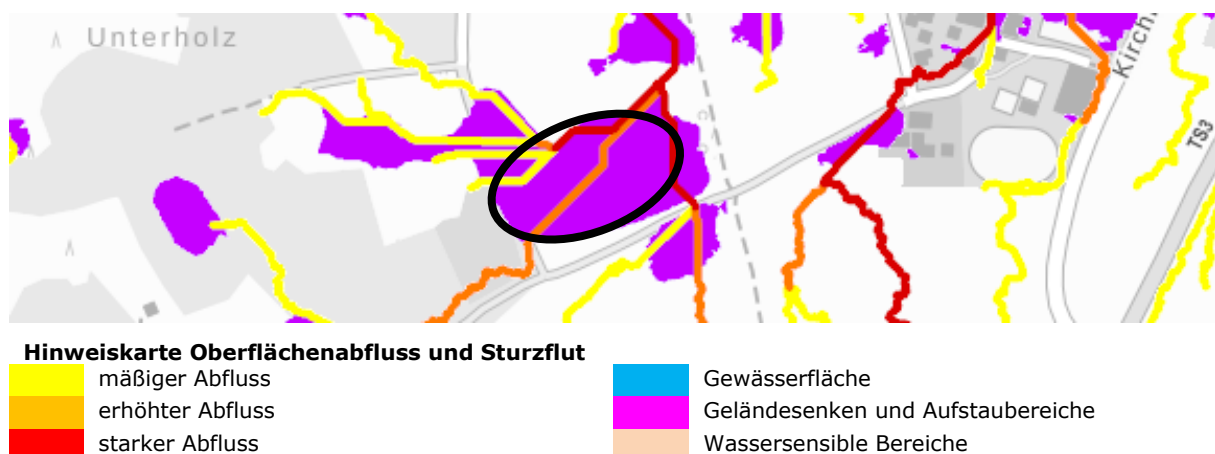 Unterholz
Kirch
TS3
Hinweiskarte Oberflächenabfluss und Sturzflut
mäßiger Abfluss
erhöhter Abfluss
starker Abfluss
Gewässerfläche
Geländesenken und Aufstaubereiche
Wassersensible Bereiche